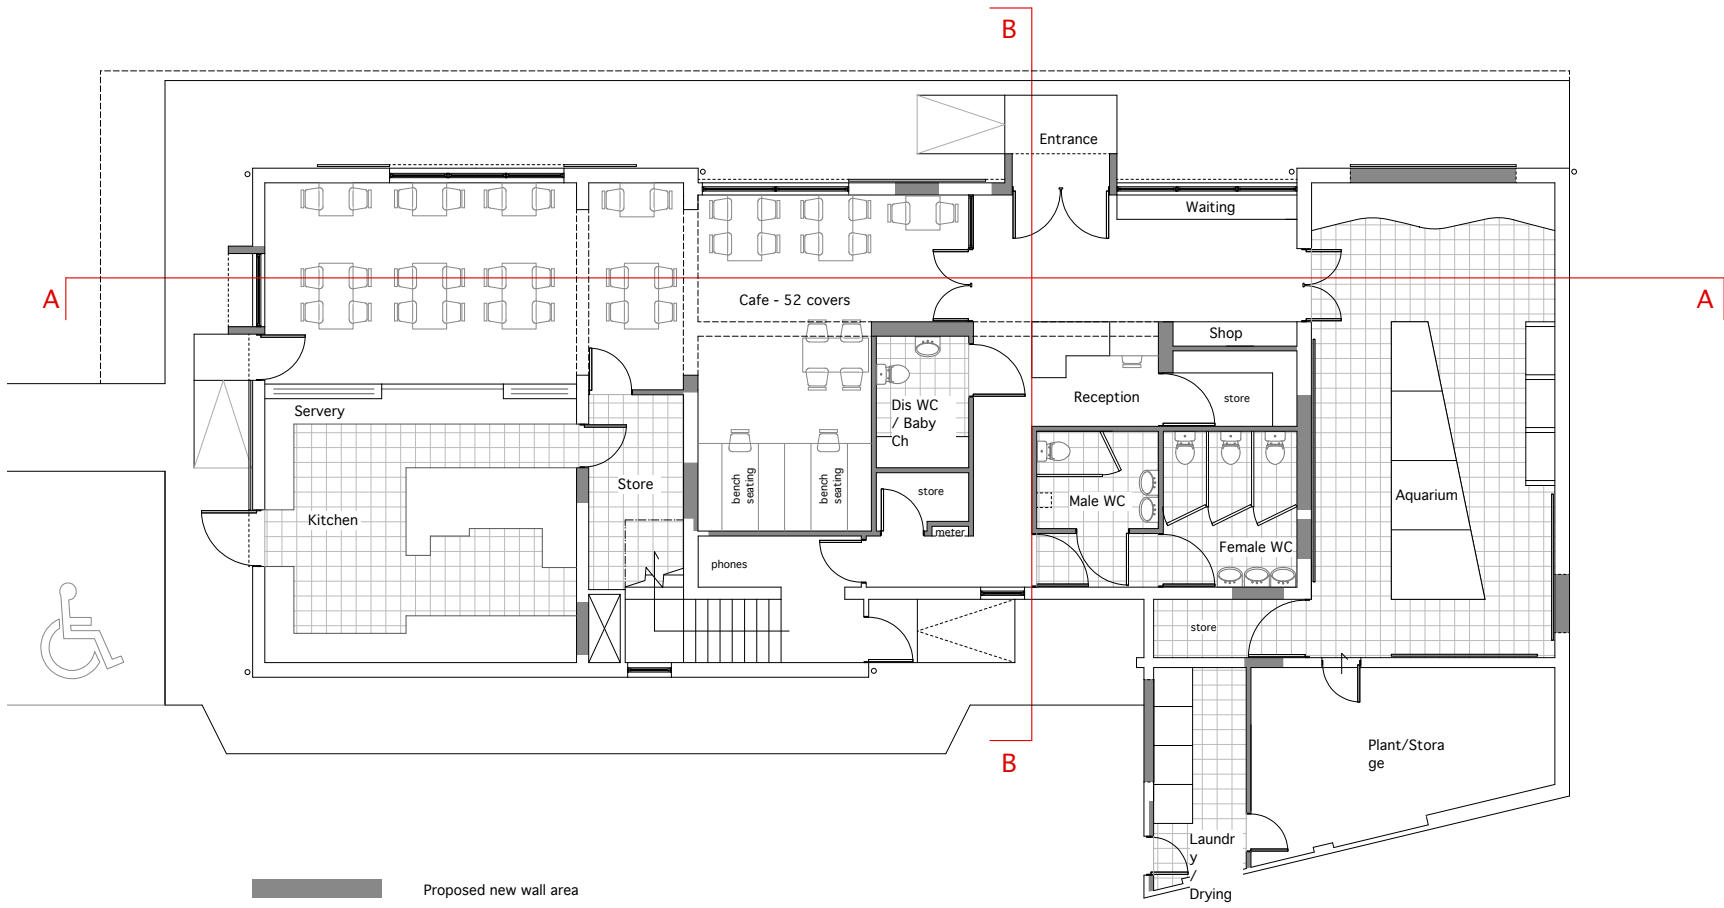 B
Entrance
Waiting
A
A
Cafe - 52 covers
Shop
Servery
Dis WC
/ Baby
Ch
Reception
store
bench
seating
bench
seating
Store
store
Male WC
Aquarium
Kitchen
meter
Female WC
phones
store
B
Plant/Stora
ge
Laundr
y
/
Drying
Proposed new wall area